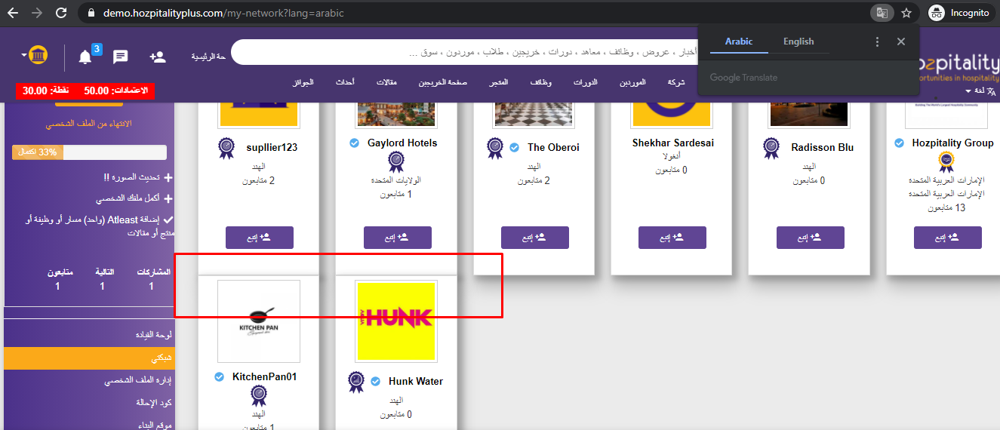 demo.hozpitalityplus.com/my-network?lang=arabic
Incognito
Arabic
English
Google Translate
3
حة الرئيسية
أخبار ، عروض ، وظائف ، معاهد ، دورات ، خريجين ، طلاب ، موردون ، سوق ...
ozpitality
portunities in hospitality
لغة
شركة
الموردين
الدورات
وظائف
المتجر
صفحة الخريجين
مقالات
أحداث
الجوائز
الاعتمادات: 50.00
نقطة: 30.00
الانتهاء من الملف الشخصي
33% اكتمال
تحديث الصورة !!
أكمل ملفك الشخصي
إضافة Atleast (واحد) مسار أو وظيفة أو
منتج أو مقالات
المشاركات
التالية
متابعون
1
1
1
لوحة القيادة
شبكتي
إدارة الملف الشخصي
كود الإحالة
موقع البناء
supllier123
الهند
2 متابعون
إتبع
Gaylord Hotels
الولايات المتحدة
1 متابعون
إتبع
The Oberoi
الهند
2 متابعون
إتبع
Shekhar Sardesai
أنغولا
0 متابعون
إتبع
Radisson Blu
الهند
0 متابعون
إتبع
Hozpitality Group
الإمارات العربية المتحدة
الإمارات العربية المتحدة
13 متابعون
إتبع
KITCHEN PAN
KitchenPan01
الهند
1 متابعون
HUNK
Hunk Water
الهند
0 متابعون